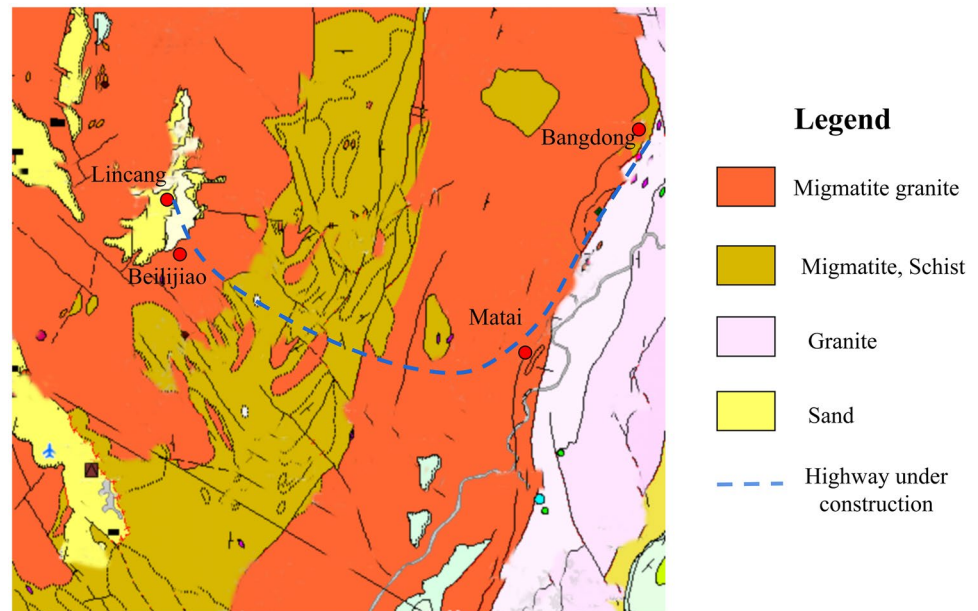 Bangdong
Lincang
Beilijiao
Matai
Legend
Migmatite granite
Migmatite, Schist
Granite
Sand
Highway under
construction